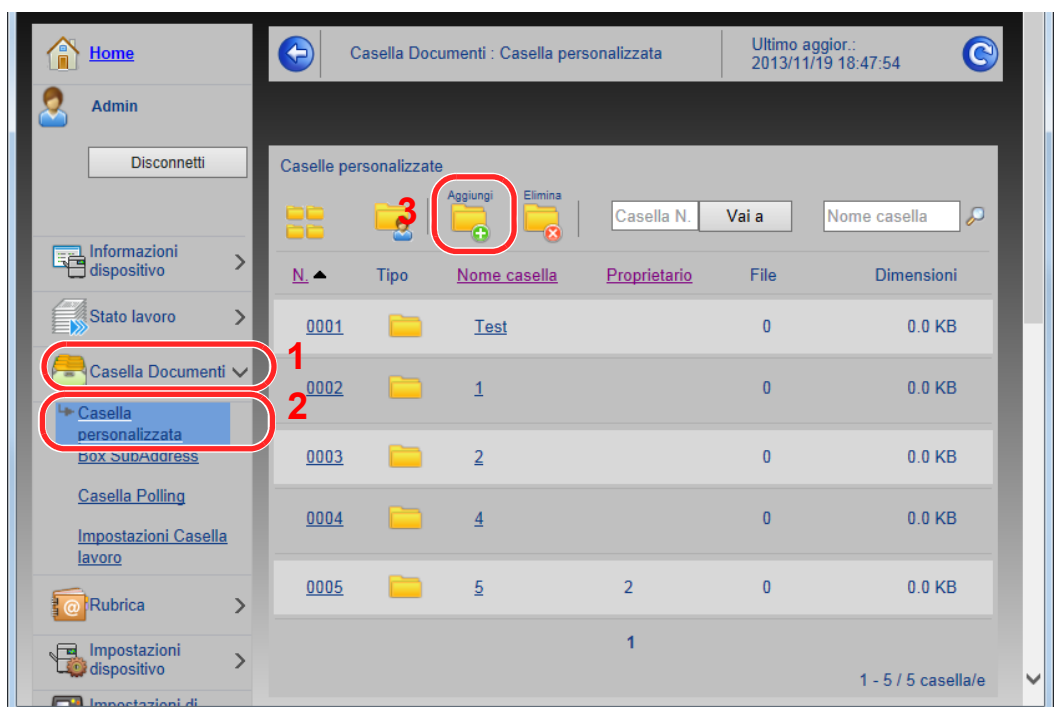 Home
Admin
Disconnetti
Informazioni
dispositivo
Stato lavoro
1
Casella Documenti
2
Casella
personalizzata
Box SubAddress
Casella Polling
Impostazioni Casella
lavoro
Rubrica
Impostazioni
dispositivo
Impostazioni di
Casella Documenti : Casella personalizzata
Ultimo aggior.:
2013/11/19 18:47:54
Caselle personalizzate
3
Aggiungi
Elimina
Casella N.
Vai a
Nome casella
N. Tipo Nome casella Proprietario File Dimensioni
0001 Test 0 0.0 KB
0002 1 0 0.0 KB
0003 2 0 0.0 KB
0004 4 0 0.0 KB
0005 5 2 0 0.0 KB
1
1 - 5 / 5 casella/e